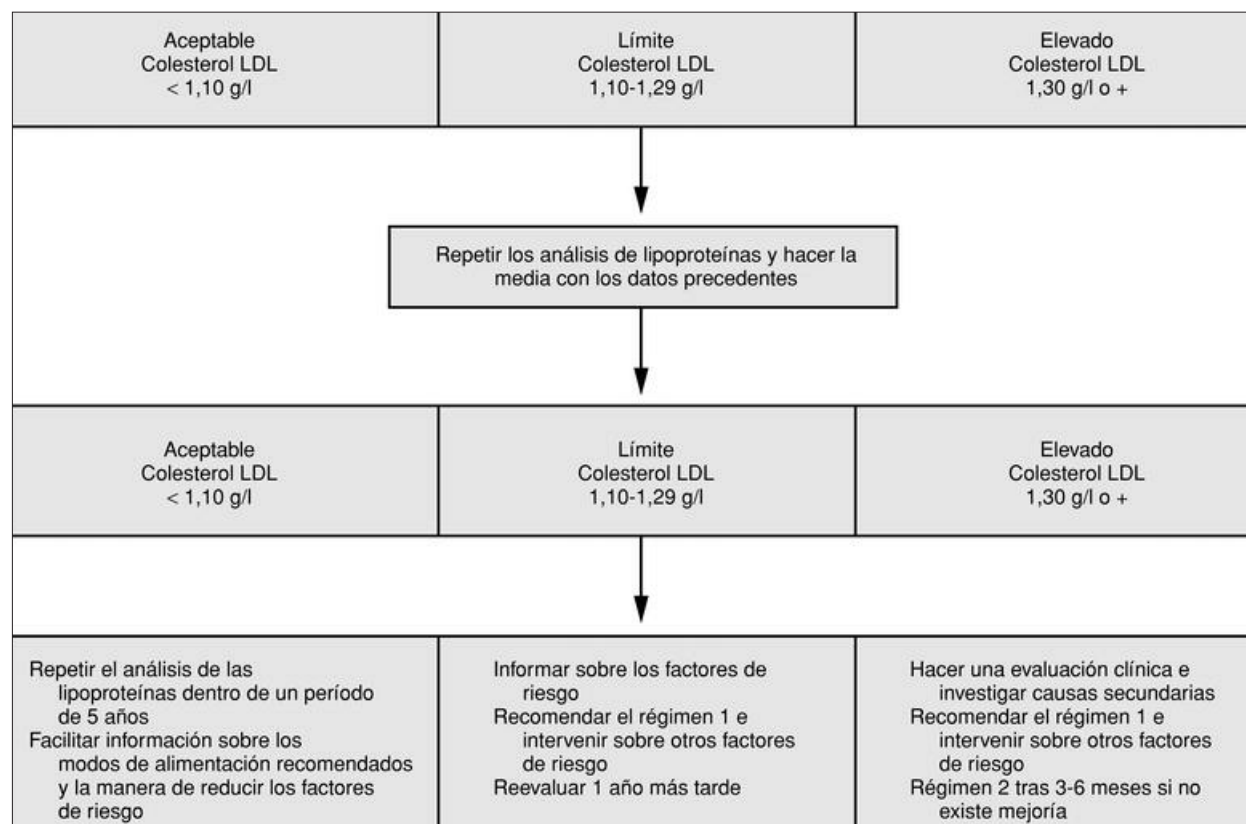 Aceptable
Colesterol LDL
< 1,10 g/l
Límite
Colesterol LDL
1,10-1,29 g/l
Elevado
Colesterol LDL
1,30 g/l o +
Repetir los análisis de lipoproteínas y hacer la
media con los datos precedentes
Aceptable
Colesterol LDL
< 1,10 g/l
Límite
Colesterol LDL
1,10-1,29 g/l
Elevado
Colesterol LDL
1,30 g/l o +
Repetir el análisis de las
lipoproteínas dentro de un período
de 5 años
Facilitar información sobre los
modos de alimentación recomendados
y la manera de reducir los factores
de riesgo
Informar sobre los factores de
riesgo
Recomendar el régimen 1 e
intervenir sobre otros factores
de riesgo
Reevaluar 1 año más tarde
Hacer una evaluación clínica e
investigar causas secundarias
Recomendar el régimen 1 e
intervenir sobre otros factores
de riesgo
Régimen 2 tras 3-6 meses si no
existe mejoría